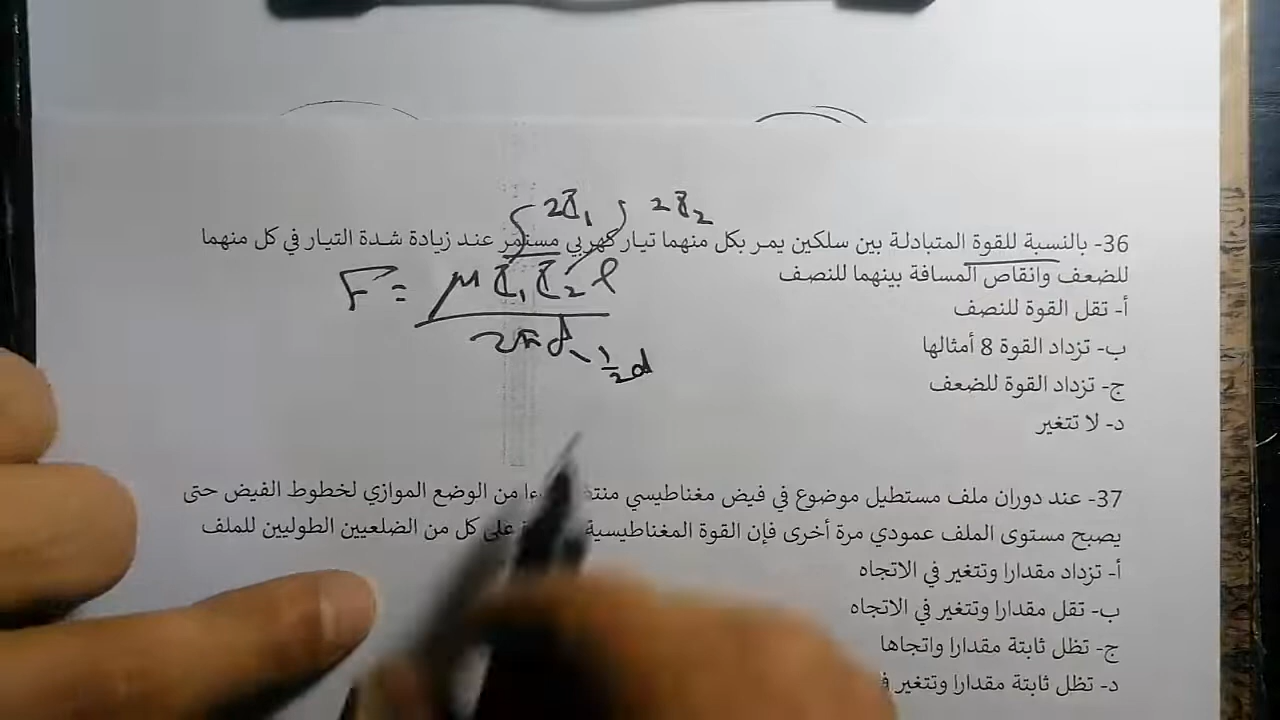 2I₁ 2I₂
36- بالنسبة للقوة المتبادلة بين سلكين يمر بكل منهما تيار كهربي مستمر عند زيادة شدة التيار في كل منهما
للضعف وانقاص المسافة بينهما للنصف
F = μ I₁ I₂ l / 2πd
½d
أ- تقل القوة للنصف
ب- تزداد القوة 8 أمثالها
ج- تزداد القوة للضعف
د- لا تتغير
37- عند دوران ملف مستطيل موضوع في فيض مغناطيسي من الوضع الموازي لخطوط الفيض حتى
يصبح مستوى الملف عمودي مرة أخرى فإن القوة المغناطيسية على كل من الضلعيين الطوليين للملف
أ- تزداد مقدارا وتتغير في الاتجاه
ب- تقل مقدارا وتتغير في الاتجاه
ج- تظل ثابتة مقدارا واتجاها
د- تظل ثابتة مقدارا وتتغير